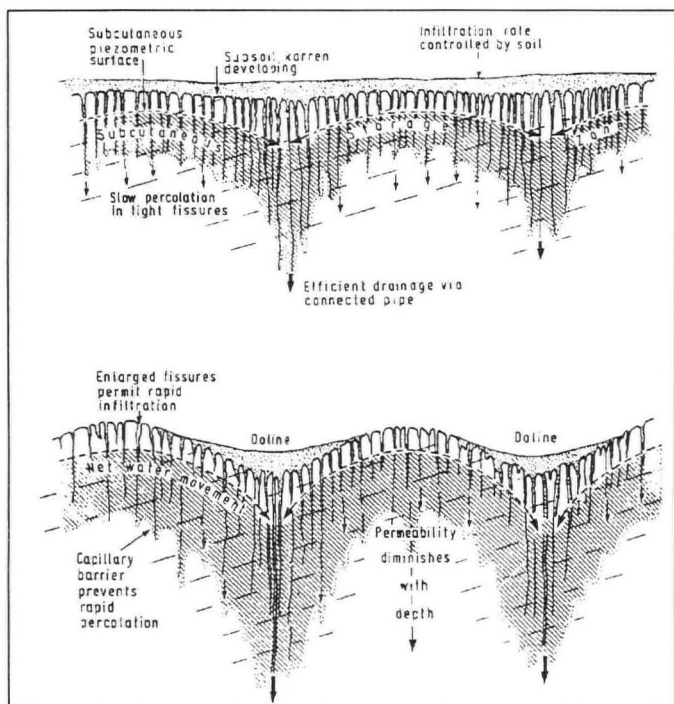 Subcutaneous
piezometric
surface
Subsoil karren
developing
Infiltration rate
controlled by soil
Subcutaneous Storage Zone
Slow percolation
in tight fissures
Efficient drainage via
connected pipe
Enlarged fissures
permit rapid
infiltration
Doline
Doline
Net water movement
Capillary
barrier
prevents
rapid
percolation
Permeability
diminishes
with
depth